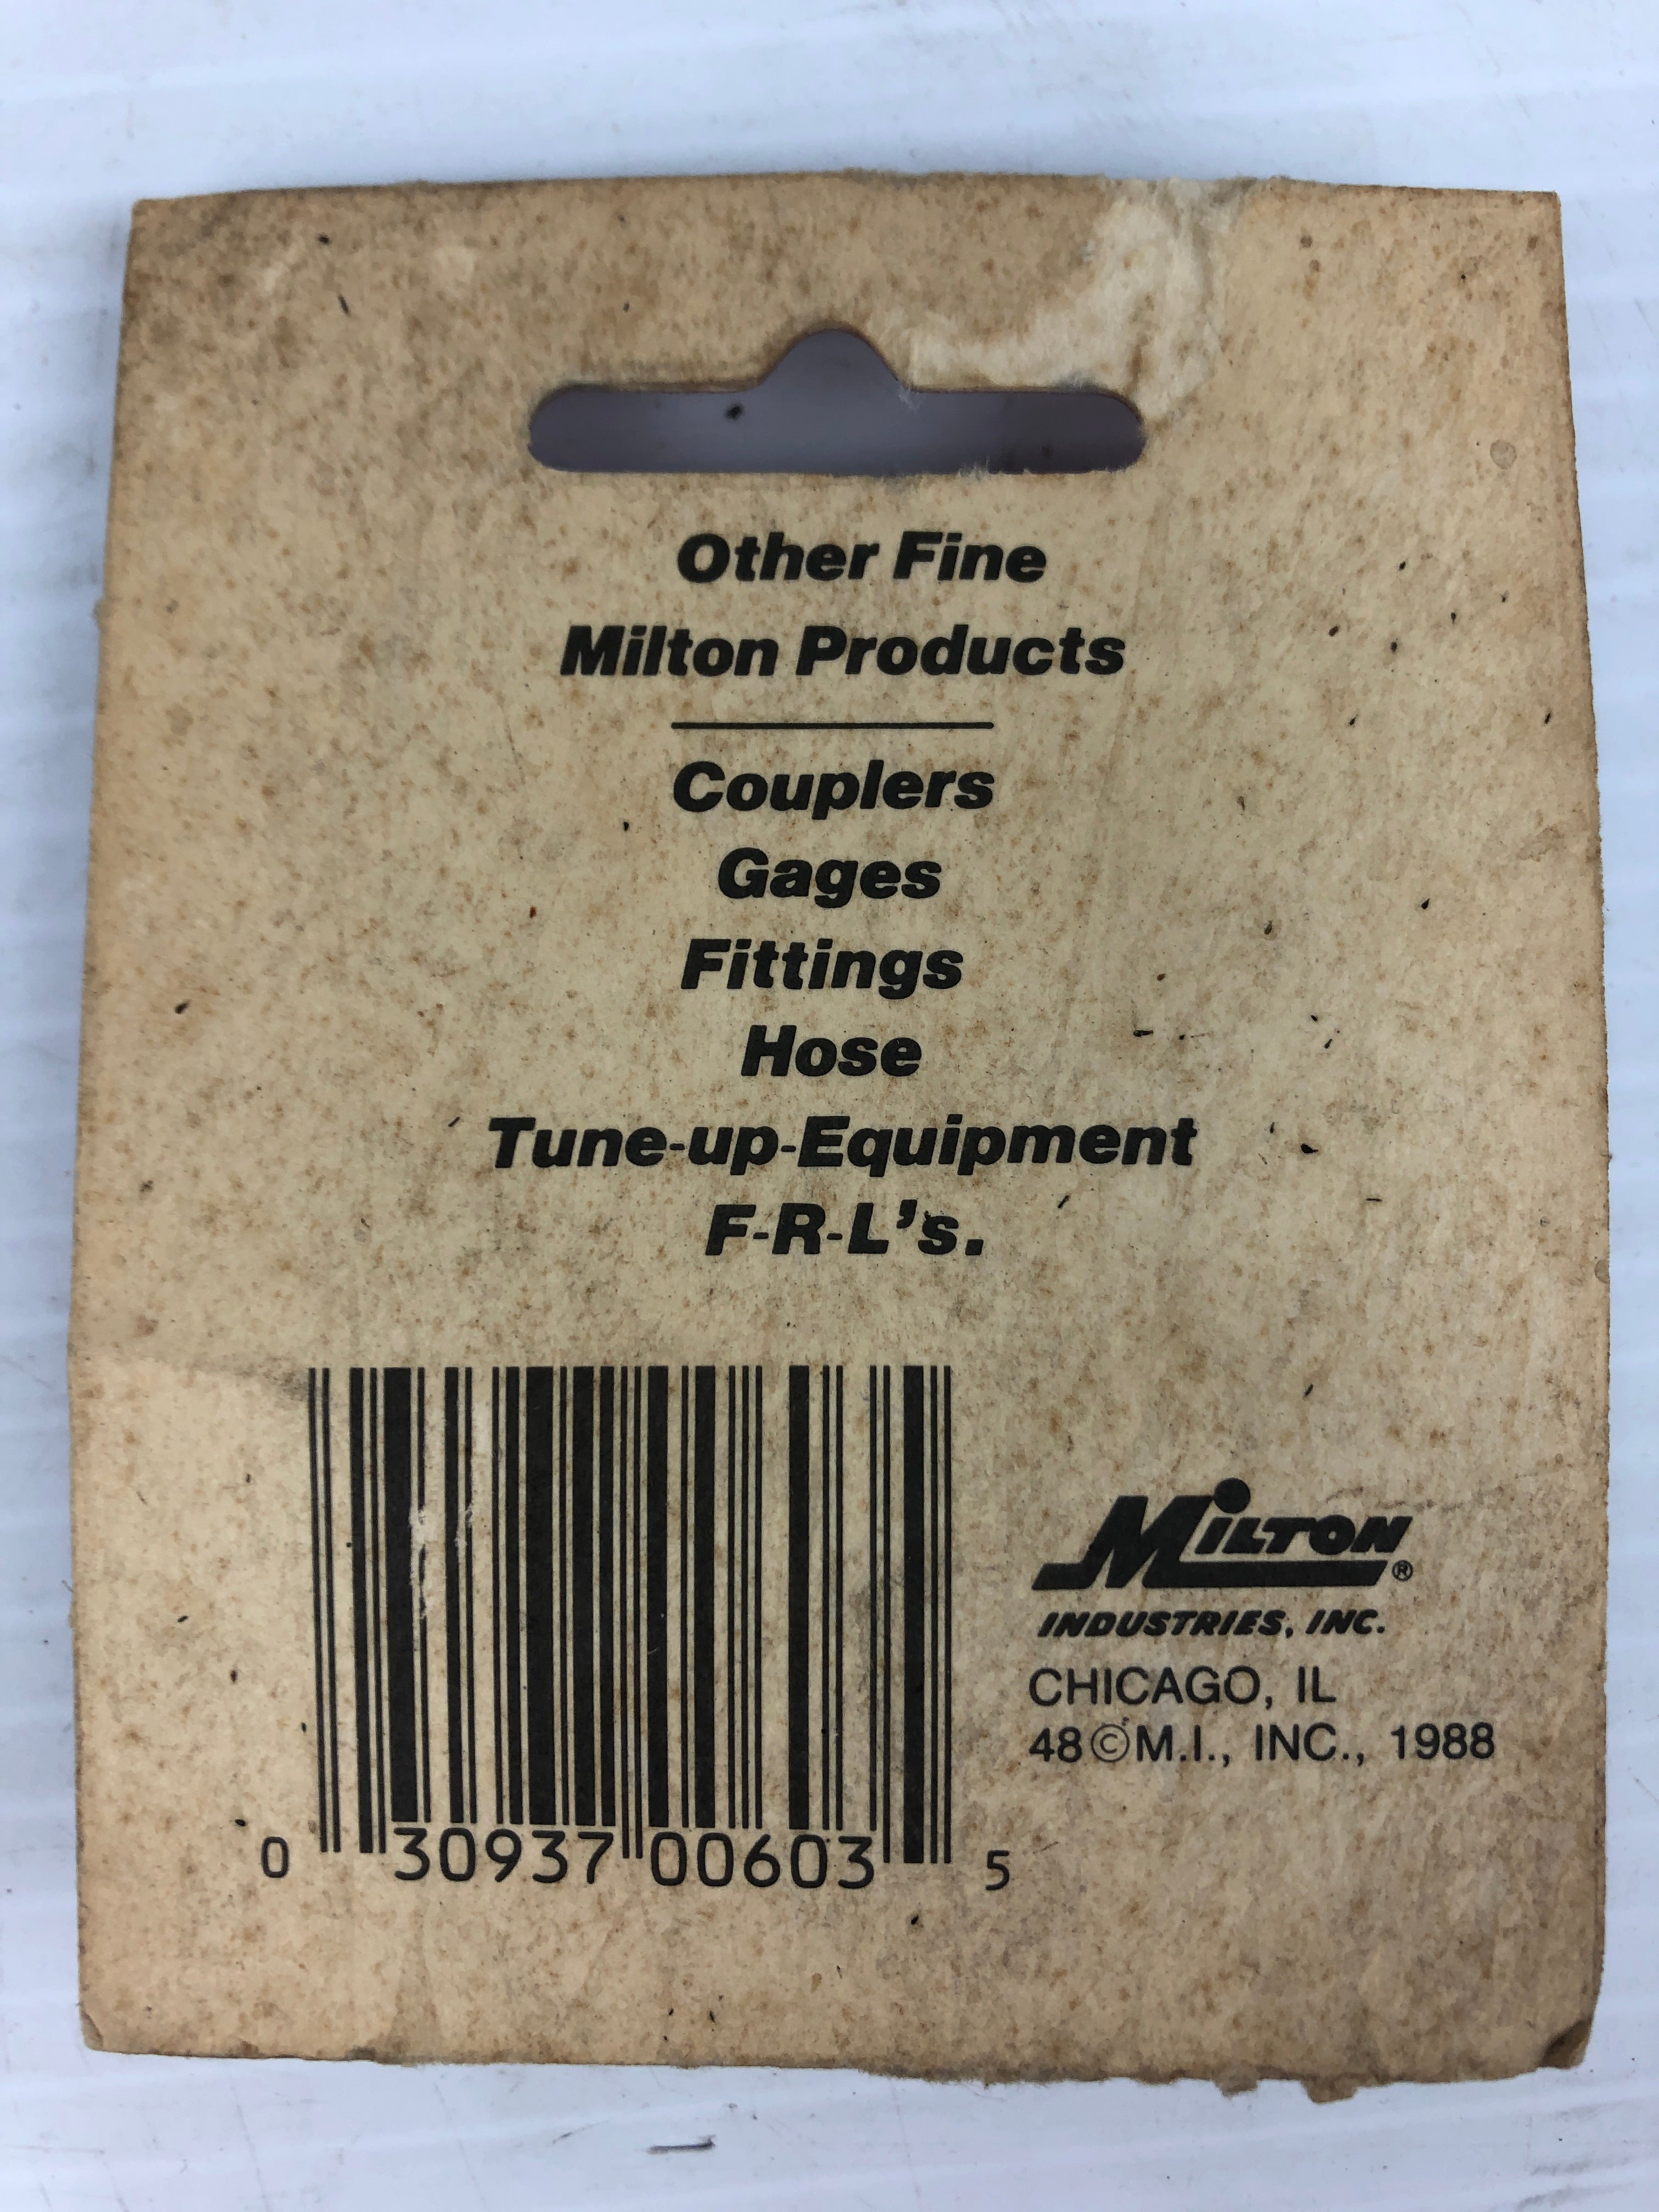 Other Fine
Milton Products
Couplers
Gages
Fittings
Hose
Tune-up-Equipment
F-R-L's.
MiLTON®
INDUSTRIES, INC.
CHICAGO, IL
48©M.I., INC., 1988
0 30937 00603 5